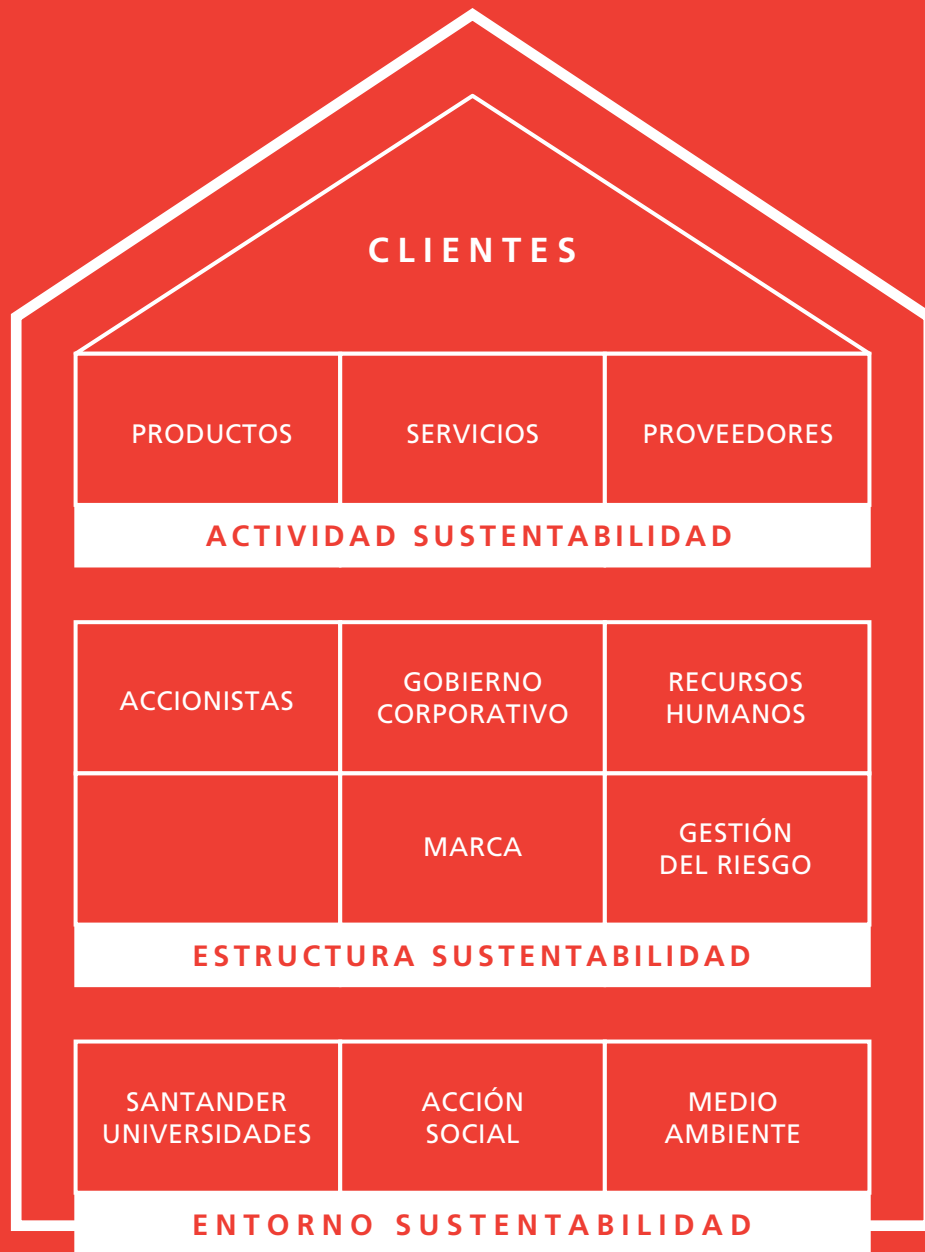 CLIENTES
PRODUCTOS
SERVICIOS
PROVEEDORES
ACTIVIDAD SUSTENTABILIDAD
ACCIONISTAS
GOBIERNO
CORPORATIVO
RECURSOS
HUMANOS
MARCA
GESTIÓN
DEL RIESGO
ESTRUCTURA SUSTENTABILIDAD
SANTANDER
UNIVERSIDADES
ACCIÓN
SOCIAL
MEDIO
AMBIENTE
ENTORNO SUSTENTABILIDAD